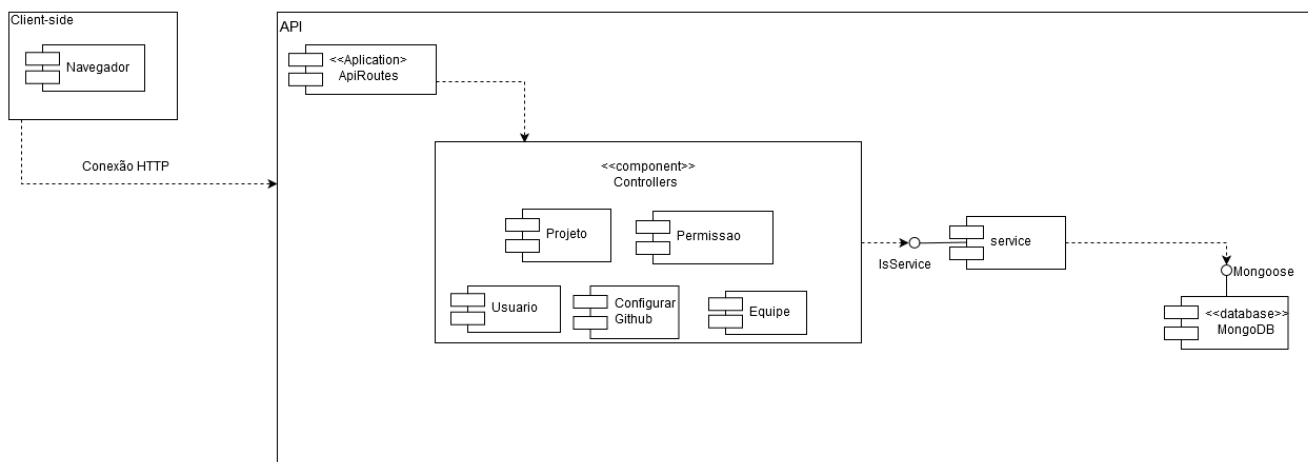 Client-side
Navegador
Conexão HTTP
API
<<Aplication>
ApiRoutes
<<component>>
Controllers
Projeto
Permissao
Usuario
Configurar
Github
Equipe
IsService
service
Mongoose
<<database>>
MongoDB